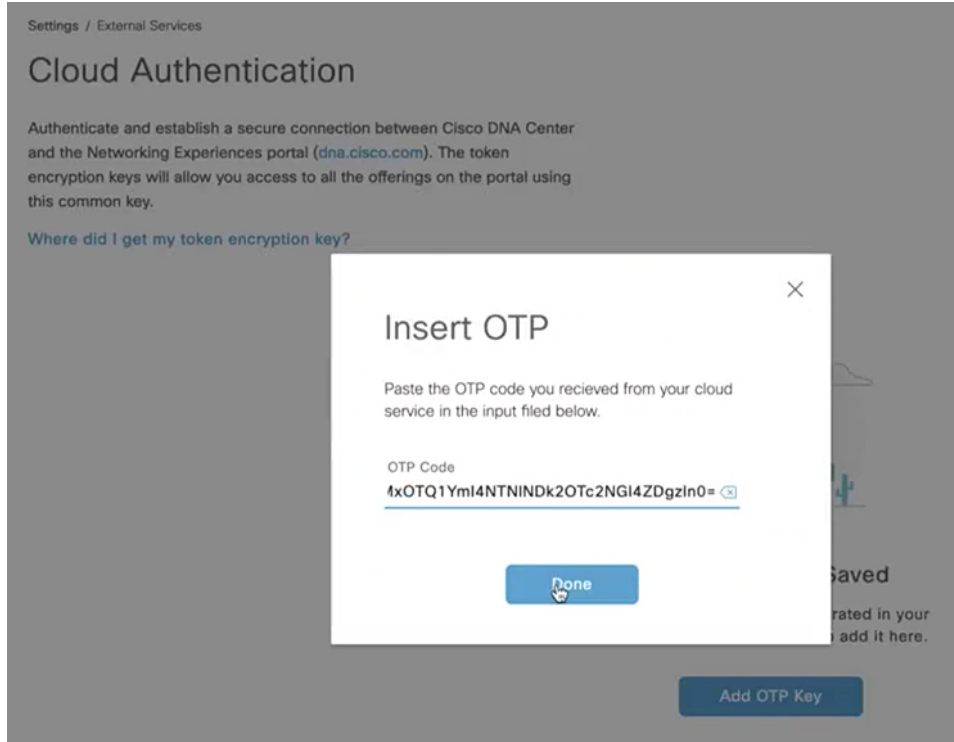 Settings / External Services
Cloud Authentication
Authenticate and establish a secure connection between Cisco DNA Center
and the Networking Experiences portal (dna.cisco.com). The token
encryption keys will allow you access to all the offerings on the portal using
this common key.
Where did I get my token encryption key?
Insert OTP
Paste the OTP code you recieved from your cloud
service in the input filed below.
OTP Code
Done
Saved
rated in your
add it here.
Add OTP Key